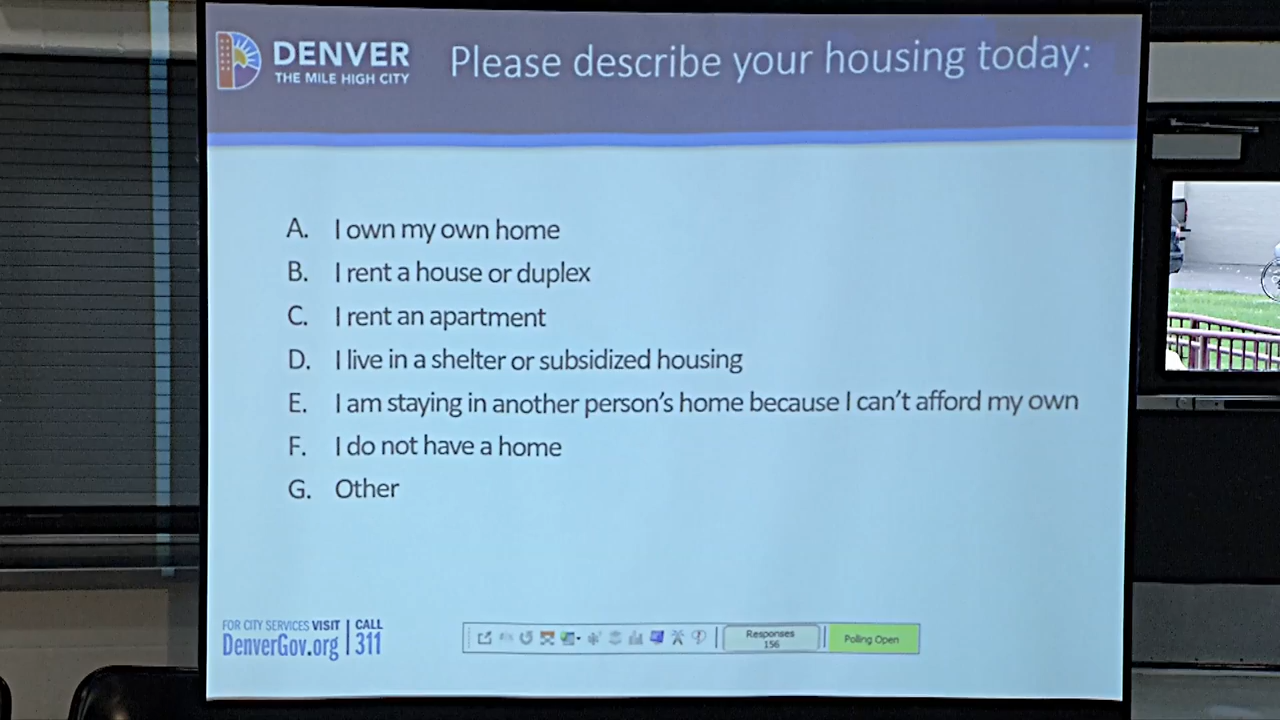 DENVER
THE MILE HIGH CITY
Please describe your housing today:
A. I own my own home
B. I rent a house or duplex
C. I rent an apartment
D. I live in a shelter or subsidized housing
E. I am staying in another person's home because I can't afford my own
F. I do not have a home
G. Other
FOR CITY SERVICES VISIT
DenverGov.org
CALL
311
Responses
156
Polling Open